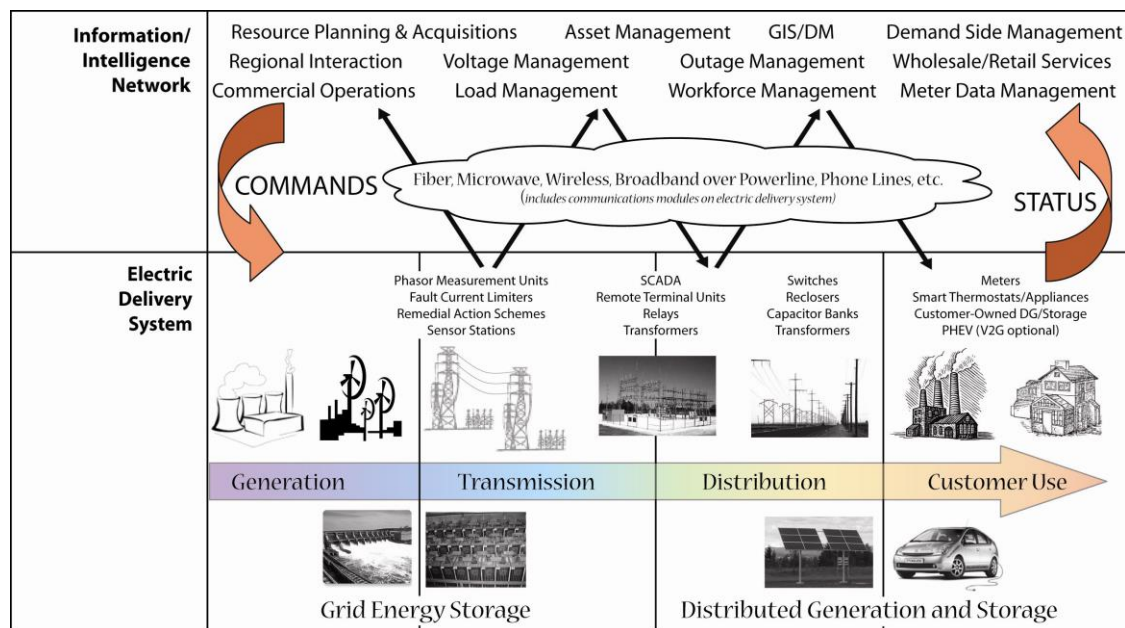 Information/
Intelligence
Network
Resource Planning & Acquisitions
Asset Management
GIS/DM
Demand Side Management
Regional Interaction
Voltage Management
Outage Management
Wholesale/Retail Services
Commercial Operations
Load Management
Workforce Management
Meter Data Management
COMMANDS
Fiber, Microwave, Wireless, Broadband over Powerline, Phone Lines, etc.
(includes communications modules on electric delivery system)
STATUS
Electric
Delivery
System
Phasor Measurement Units
Fault Current Limiters
Remedial Action Schemes
Sensor Stations
SCADA
Remote Terminal Units
Relays
Transformers
Switches
Reclosers
Capacitor Banks
Transformers
Meters
Smart Thermostats/Appliances
Customer-Owned DG/Storage
PHEV (V2G optional)
Generation
Transmission
Distribution
Customer Use
Grid Energy Storage
Distributed Generation and Storage